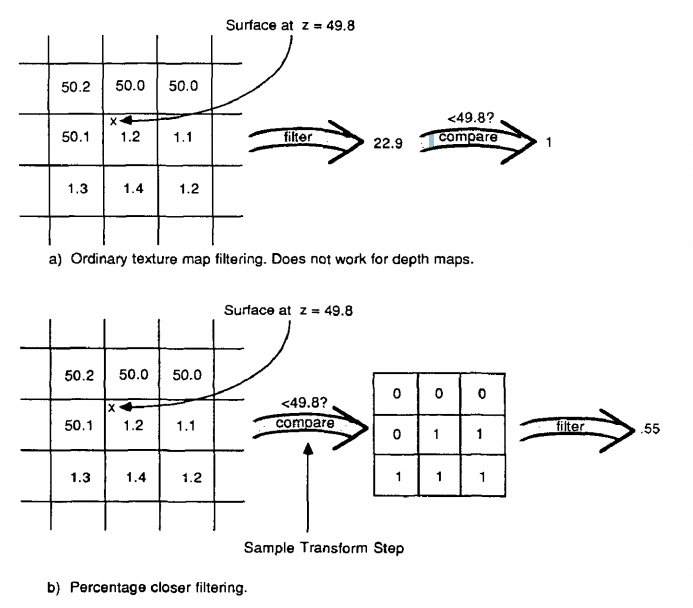 Surface at z = 49.8
50.2 50.0 50.0
x
<49.8?
50.1 1.2 1.1 filter 22.9 compare 1
1.3 1.4 1.2
a) Ordinary texture map filtering. Does not work for depth maps.
Surface at z = 49.8
50.2 50.0 50.0
x
<49.8?
50.1 1.2 1.1 compare
1.3 1.4 1.2
0 0 0
0 1 1 filter .55
1 1 1
Sample Transform Step
b) Percentage closer filtering.